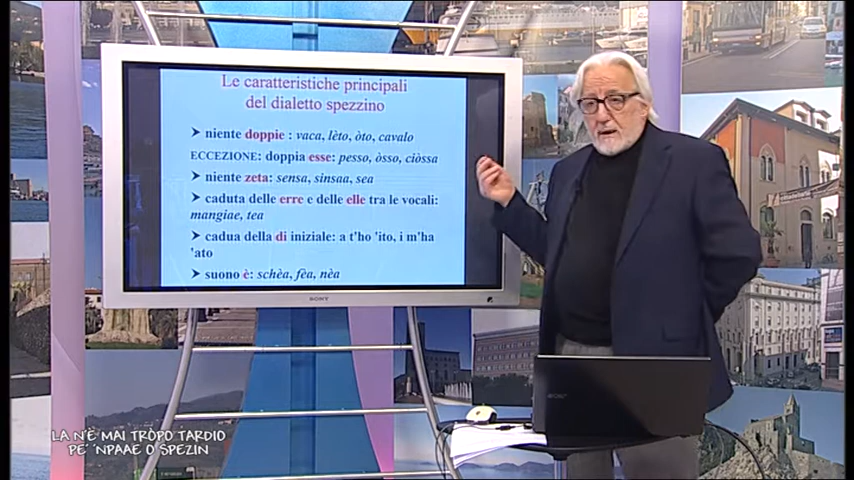 Le caratteristiche principali
del dialetto spezzino
➤ niente doppie : vaca, lèto, òto, cavalo
ECCEZIONE: doppia esse: pesso, òsso, ciòssa
➤ niente zeta: sensa, sinsaa, sea
➤ caduta delle erre e delle elle tra le vocali:
mangiae, tea
➤ cadua della di iniziale: a t'ho 'ito, i m'ha
'ato
➤ suono è: schèa, fèa, nèa
SONY
LA N'È MAI TRÒPO TARDIO
PE' 'NPAAE O SPEZIN